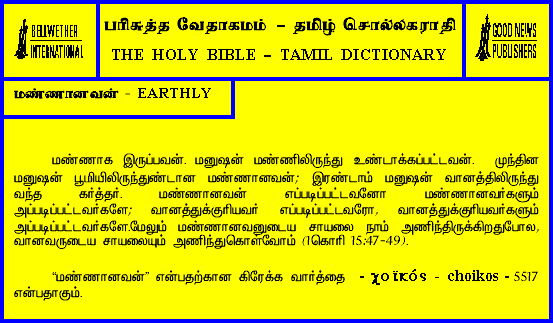 BELLWETHER
INTERNATIONAL
பரிசுத்த வேதாகமம் – தமிழ் சொல்லகராதி
THE HOLY BIBLE – TAMIL DICTIONARY
GOOD NEWS
PUBLISHERS
மண்ணானவன் - EARTHLY
மண்ணாக இருப்பவன். மனுஷன் மண்ணிலிருந்து உண்டாக்கப்பட்டவன். முந்தின
மனுஷன் பூமியிலிருந்துண்டான மண்ணானவன்; இரண்டாம் மனுஷன் வானத்திலிருந்து
வந்த கர்த்தர். மண்ணானவன் எப்படிப்பட்டவனோ மண்ணானவர்களும்
அப்படிப்பட்டவர்களே; வானத்துக்குரியவர் எப்படிப்பட்டவரோ, வானத்துக்குரியவர்களும்
அப்படிப்பட்டவர்களே.மேலும் மண்ணானவனுடைய சாயலை நாம் அணிந்திருக்கிறதுபோல,
வானவருடைய சாயலையும் அணிந்துகொள்வோம் (1கொரி 15:47-49).
“மண்ணானவன்” என்பதற்கான கிரேக்க வார்த்தை - χοϊκός - choikos - 5517
என்பதாகும்.